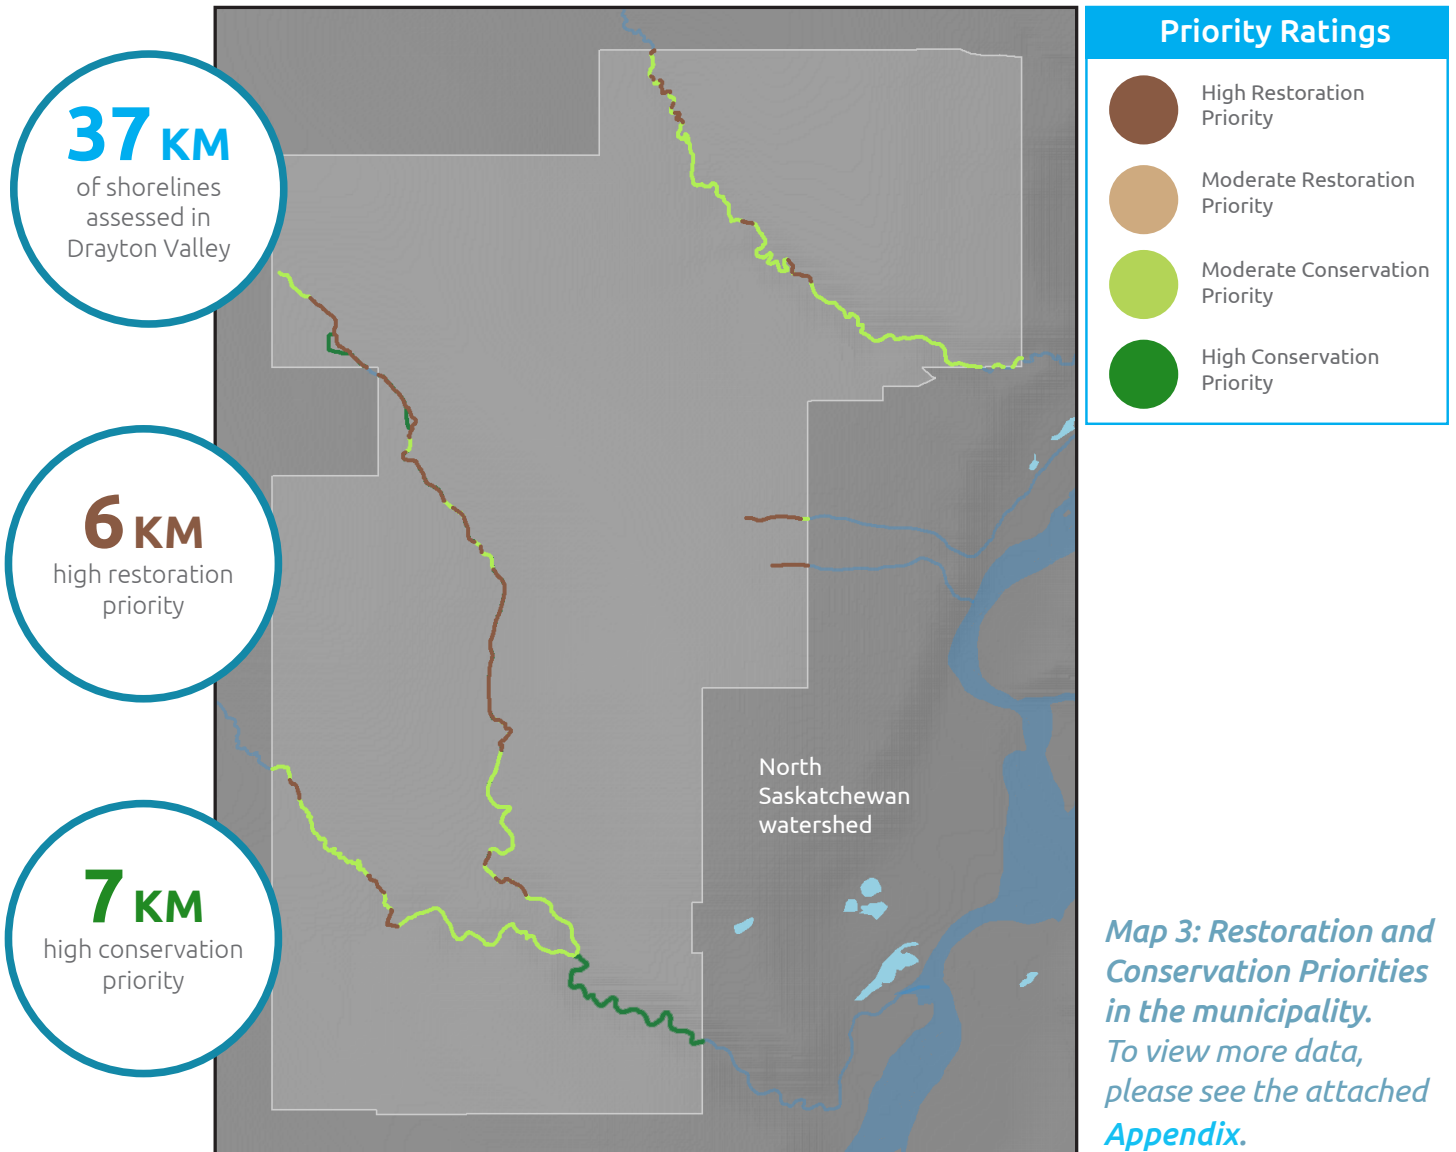 37 KM
of shorelines
assessed in
Drayton Valley
6 KM
high restoration
priority
7 KM
high conservation
priority
North
Saskatchewan
watershed
Priority Ratings
High Restoration
Priority
Moderate Restoration
Priority
Moderate Conservation
Priority
High Conservation
Priority
Map 3: Restoration and
Conservation Priorities
in the municipality.
To view more data,
please see the attached
Appendix.